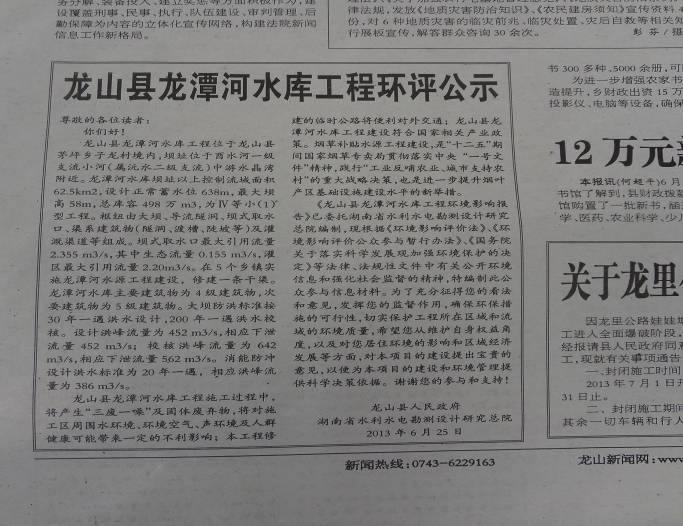 务分解、装备投入、建立奖惩等方面积极作为，建
设覆盖刑事、民事、执行、队伍建设、审判管理、后
勤保障为内容的立体化宣传网络，构建法院新闻
信息工作新格局。
律法规，发放《地质灾害防治知识》、《农民建房须知》宣传资料
份，对6种地质灾害的临灾前兆、临灾处置、灾后自救等相关知
行展板宣传，解答群众咨询30余次。
龙山县龙潭河水库工程环评公示
尊敬的各位读者：
你们好！
龙山县龙潭河水库工程位于龙山县
茅坪乡子龙村境内，坝址位于酉水河一级
支流小河（属沅水二级支流）中游水晶湾
附近。龙潭河水库坝址以上控制流域面积
62.5km2，设计正常蓄水位638m，最大坝
高58m，总库容498万m3，为Ⅳ等小(1)
型工程。枢纽由大坝、导流隧洞、坝式取水
口、渠系建筑物（隧洞、渡槽、陡坡等）及灌
溉渠道等组成。坝式取水口最大引用流量
2.355 m3/s，其中生态流量0.155 m3/s，灌
区最大引用流量2.20m3/s。在5个乡镇实
施龙潭河水源工程建设，修建一条干渠。
龙潭河水库主要建筑物为4级建筑物，次
要建筑物为5级建筑物。大坝防洪标准按
30年一遇洪水设计，200年一遇洪水校
核。设计洪峰流量为452 m3/s，相应下泄
流量452 m3/s；校核洪峰流量为642
m3/s，相应下泄流量562 m3/s。消能防冲
设计洪水标准为20年一遇，相应洪峰流
量为386 m3/s。
龙山县龙潭河水库工程施工过程中，
将产生“三废一噪”及固体废弃物，将对施
工区周围水环境、环境空气、声环境及人群
健康可能带来一定的不利影响；本工程修
建的临时公路将便利对外交通；龙山县龙
潭河水库工程建设符合国家相关产业政
策。烟草补贴水源工程建设，是“十二五”期
间国家烟草专卖局贯彻落实中央“一号文
件”精神，践行“工业反哺农业、城市支持农
村”的重大战略决策，也是进一步提升烟叶
产区基础设施建设水平的新举措。
《龙山县龙潭河水库工程环境影响报
告》已委托湖南省水利水电勘测设计研究
总院编制，现根据《环境影响评价法》、《环
境影响评价公众参与暂行办法》、《国务院
关于落实科学发展观加强环境保护的决
定》等法律、法规性文件中有关公开环境
信息和强化社会监督的精神，特编制此公
众参与信息材料。为了充分征得您的看法
和意见，发挥您的监督作用，确保环保措
施的可行性，切实保护工程所在区域和流
域的环境质量，希望您从维护自身权益角
度，以及对您居住环境的影响和区域经济
发展等方面，对本项目的建设提出宝贵的
意见，以便为本项目的建设和环境管理提
供科学决策依据。谢谢您的参与和支持！
龙山县人民政府
湖南省水利水电勘测设计研究总院
2013年6月25日
新闻热线：0743-6229163
书300多种，5000余册，可
为进一步增强农家书
造提升，乡财政出资15万
投影仪、电脑等设备，确保
12万元
本报讯（何超平）6月
书馆了解到，县财政投
馆购置了一批新书，涵
学、医药、农业科学、少
关于龙里
因龙里公路娃娃
工进入全面爆破阶段，
经报请县人民政府同意
工，现就有关事项通告
一、封闭施工时间
2013年7月1日
31日止。
二、封闭施工期间
其余一切车辆和行人
龙山新闻网：www.